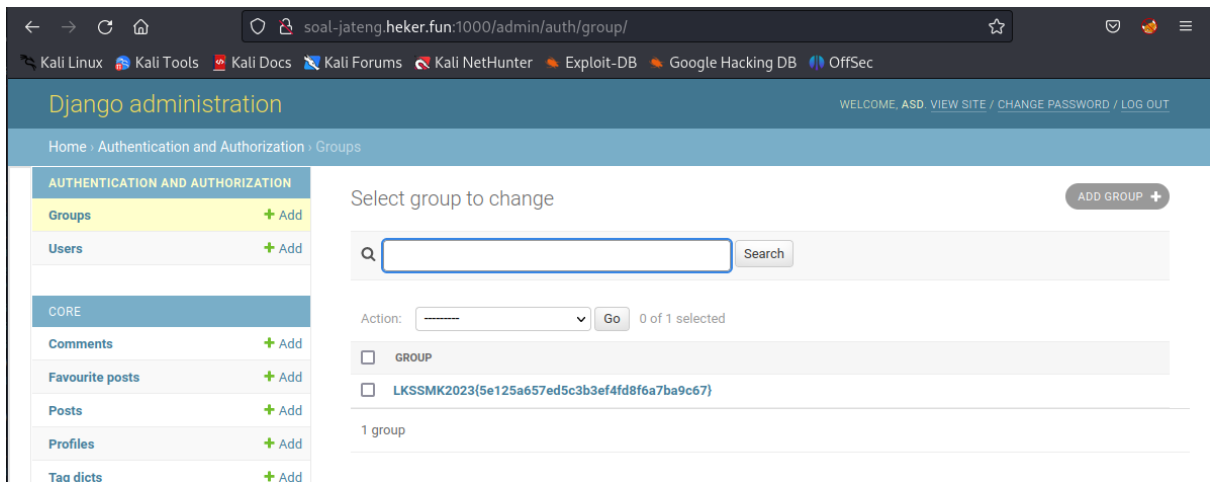 soal-jateng.heker.fun:1000/admin/auth/group/
Kali Linux Kali Tools Kali Docs Kali Forums Kali NetHunter Exploit-DB Google Hacking DB OffSec
Django administration
WELCOME, ASD. VIEW SITE / CHANGE PASSWORD / LOG OUT
Home › Authentication and Authorization › Groups
AUTHENTICATION AND AUTHORIZATION
Groups + Add
Users + Add
CORE
Comments + Add
Favourite posts + Add
Posts + Add
Profiles + Add
Tag dicts + Add
Select group to change
ADD GROUP +
Search
Action: --------- Go 0 of 1 selected
GROUP
LKSSMK2023{5e125a657ed5c3b3ef4fd8f6a7ba9c67}
1 group